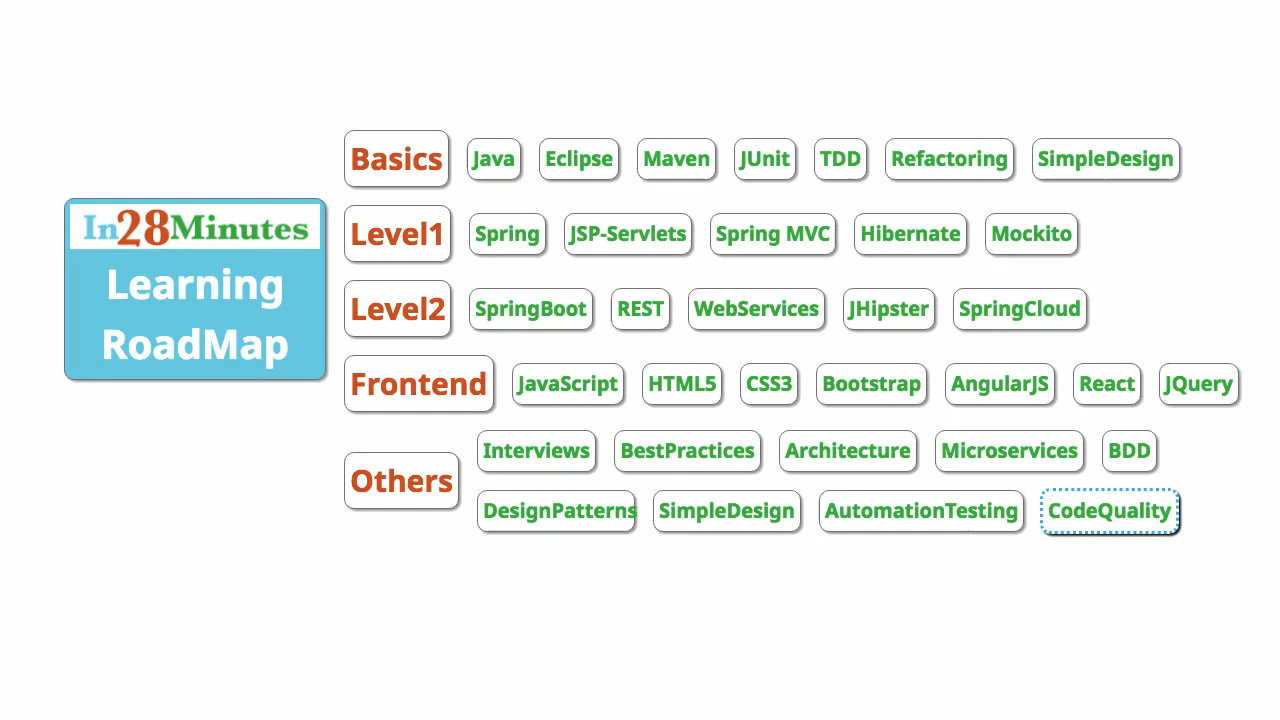 In28Minutes
Learning
RoadMap
Basics Java Eclipse Maven JUnit TDD Refactoring SimpleDesign
Level1 Spring JSP-Servlets Spring MVC Hibernate Mockito
Level2 SpringBoot REST WebServices JHipster SpringCloud
Frontend JavaScript HTML5 CSS3 Bootstrap AngularJS React JQuery
Others
Interviews BestPractices Architecture Microservices BDD
DesignPatterns SimpleDesign AutomationTesting CodeQuality